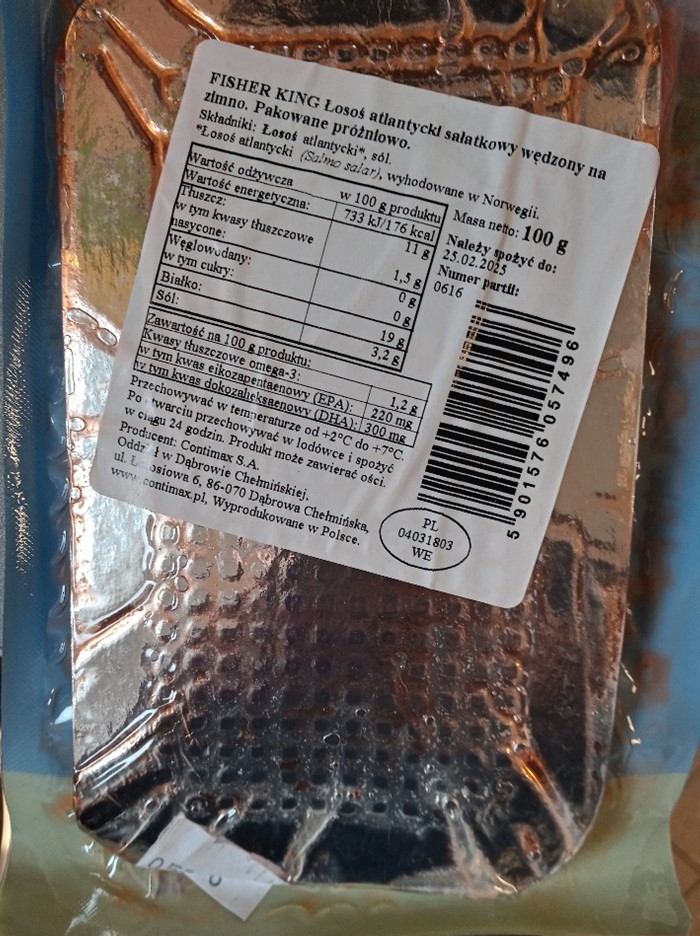 FISHER KING Łosoś atlantycki sałatkowy wędzony na
zimno. Pakowane próżniowo.
Składniki: Łosoś atlantycki*, sól.
*Łosoś atlantycki (Salmo salar), wyhodowane w Norwegii.
Wartość odżywcza w 100 g produktu
Wartość energetyczna: 733 kJ/176 kcal
Tłuszcz: 11 g
w tym kwasy tłuszczowe
nasycone: 1,5 g
Węglowodany: 0 g
w tym cukry: 0 g
Białko: 19 g
Sól: 3,2 g
Masa netto: 100 g
Należy spożyć do:
25.02.2025
Numer partii:
0616
Zawartość na 100 g produktu:
Kwasy tłuszczowe omega-3: 1,2 g
w tym kwas eikozapentaenowy (EPA): 220 mg
w tym kwas dokozaheksaenowy (DHA): 300 mg
Przechowywać w temperaturze od +2°C do +7°C.
Po otwarciu przechowywać w lodówce i spożyć
w ciągu 24 godzin. Produkt może zawierać ości.
Producent: Contimax S.A.
Oddział w Dąbrowie Chełmińskiej.
ul. Łososiowa 6, 86-070 Dąbrowa Chełmińska,
www.contimax.pl, Wyprodukowane w Polsce.
PL
04031803
WE
5 901576 057496